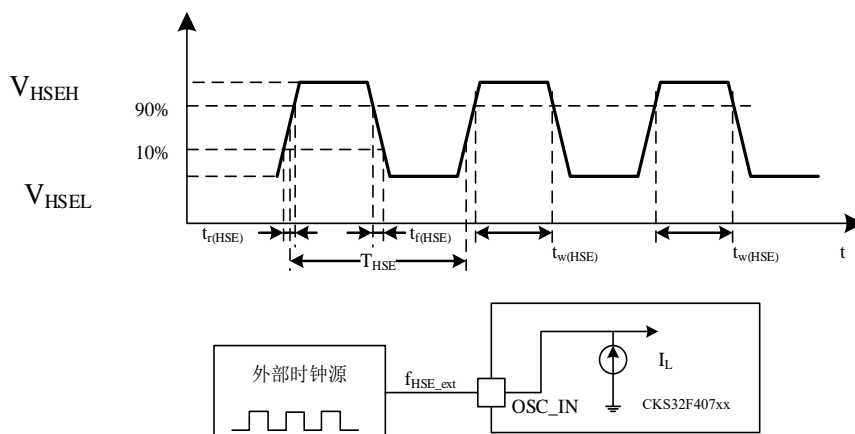 V_HSEH
90%
10%
V_HSEL
t_r(HSE)
t_f(HSE)
T_HSE
t_w(HSE)
t_w(HSE)
t
外部时钟源
f_HSE_ext
OSC_IN
I_L
CKS32F407xx